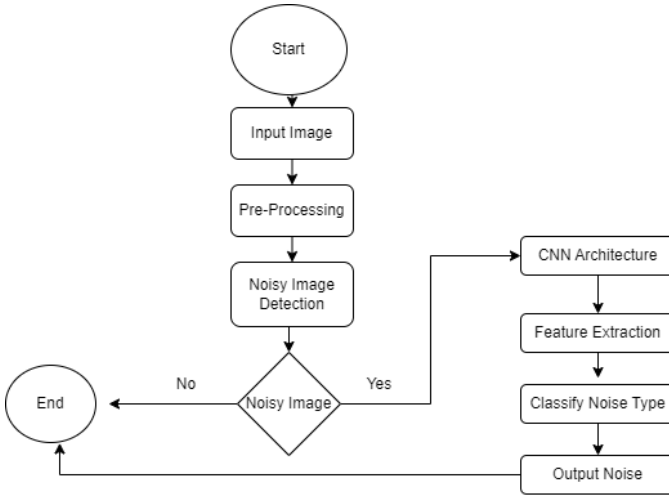 Start
Input Image
Pre-Processing
Noisy Image
Detection
Noisy Image
No
Yes
End
CNN Architecture
Feature Extraction
Classify Noise Type
Output Noise